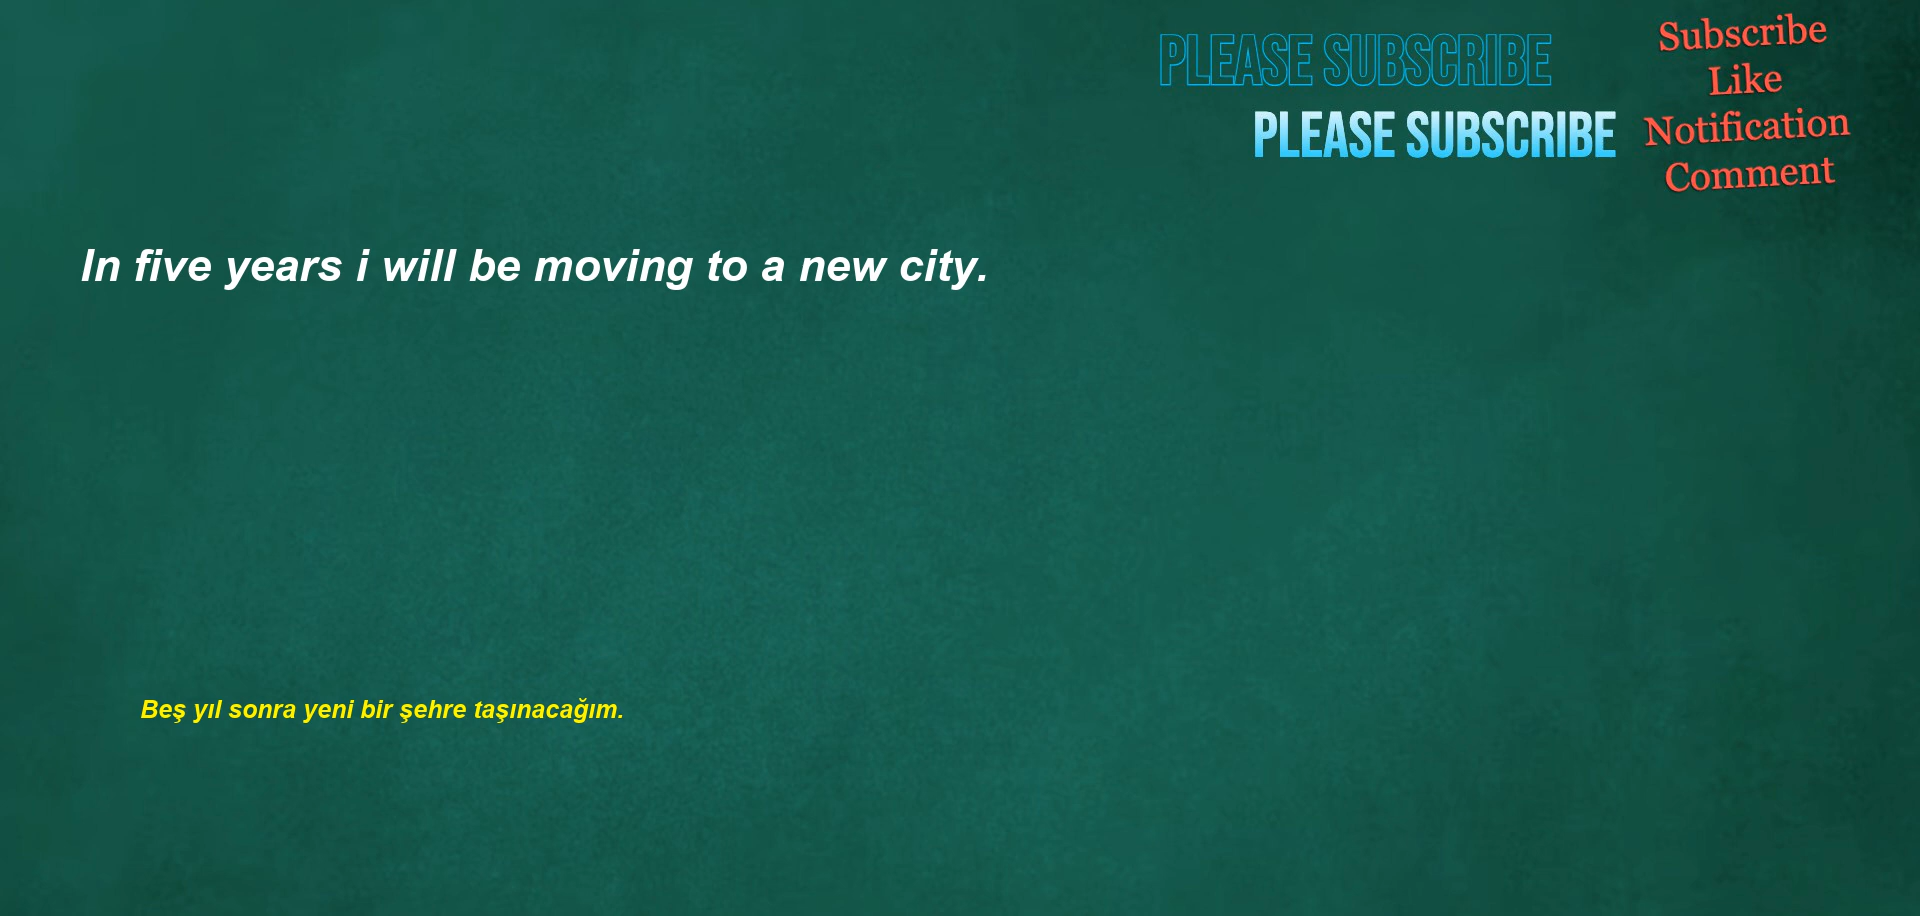 PLEASE SUBSCRIBE
PLEASE SUBSCRIBE
Subscribe
Like
Notification
Comment
In five years i will be moving to a new city.
Beş yıl sonra yeni bir şehre taşınacağım.